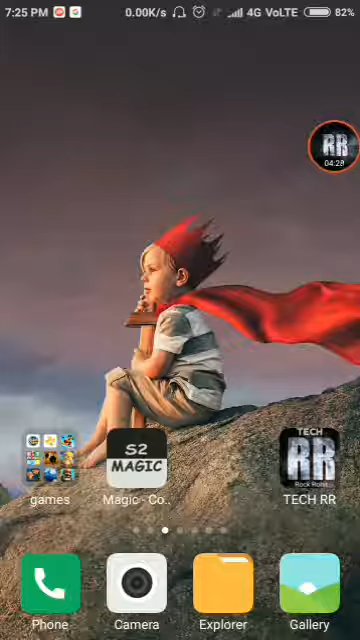 7:25 PM 0.00K/s 4G VoLTE 82%
RR
04:28
S2
MAGIC
TECH
RR
Rock Rohit
games Magic - Co.. TECH RR
Phone Camera Explorer Gallery